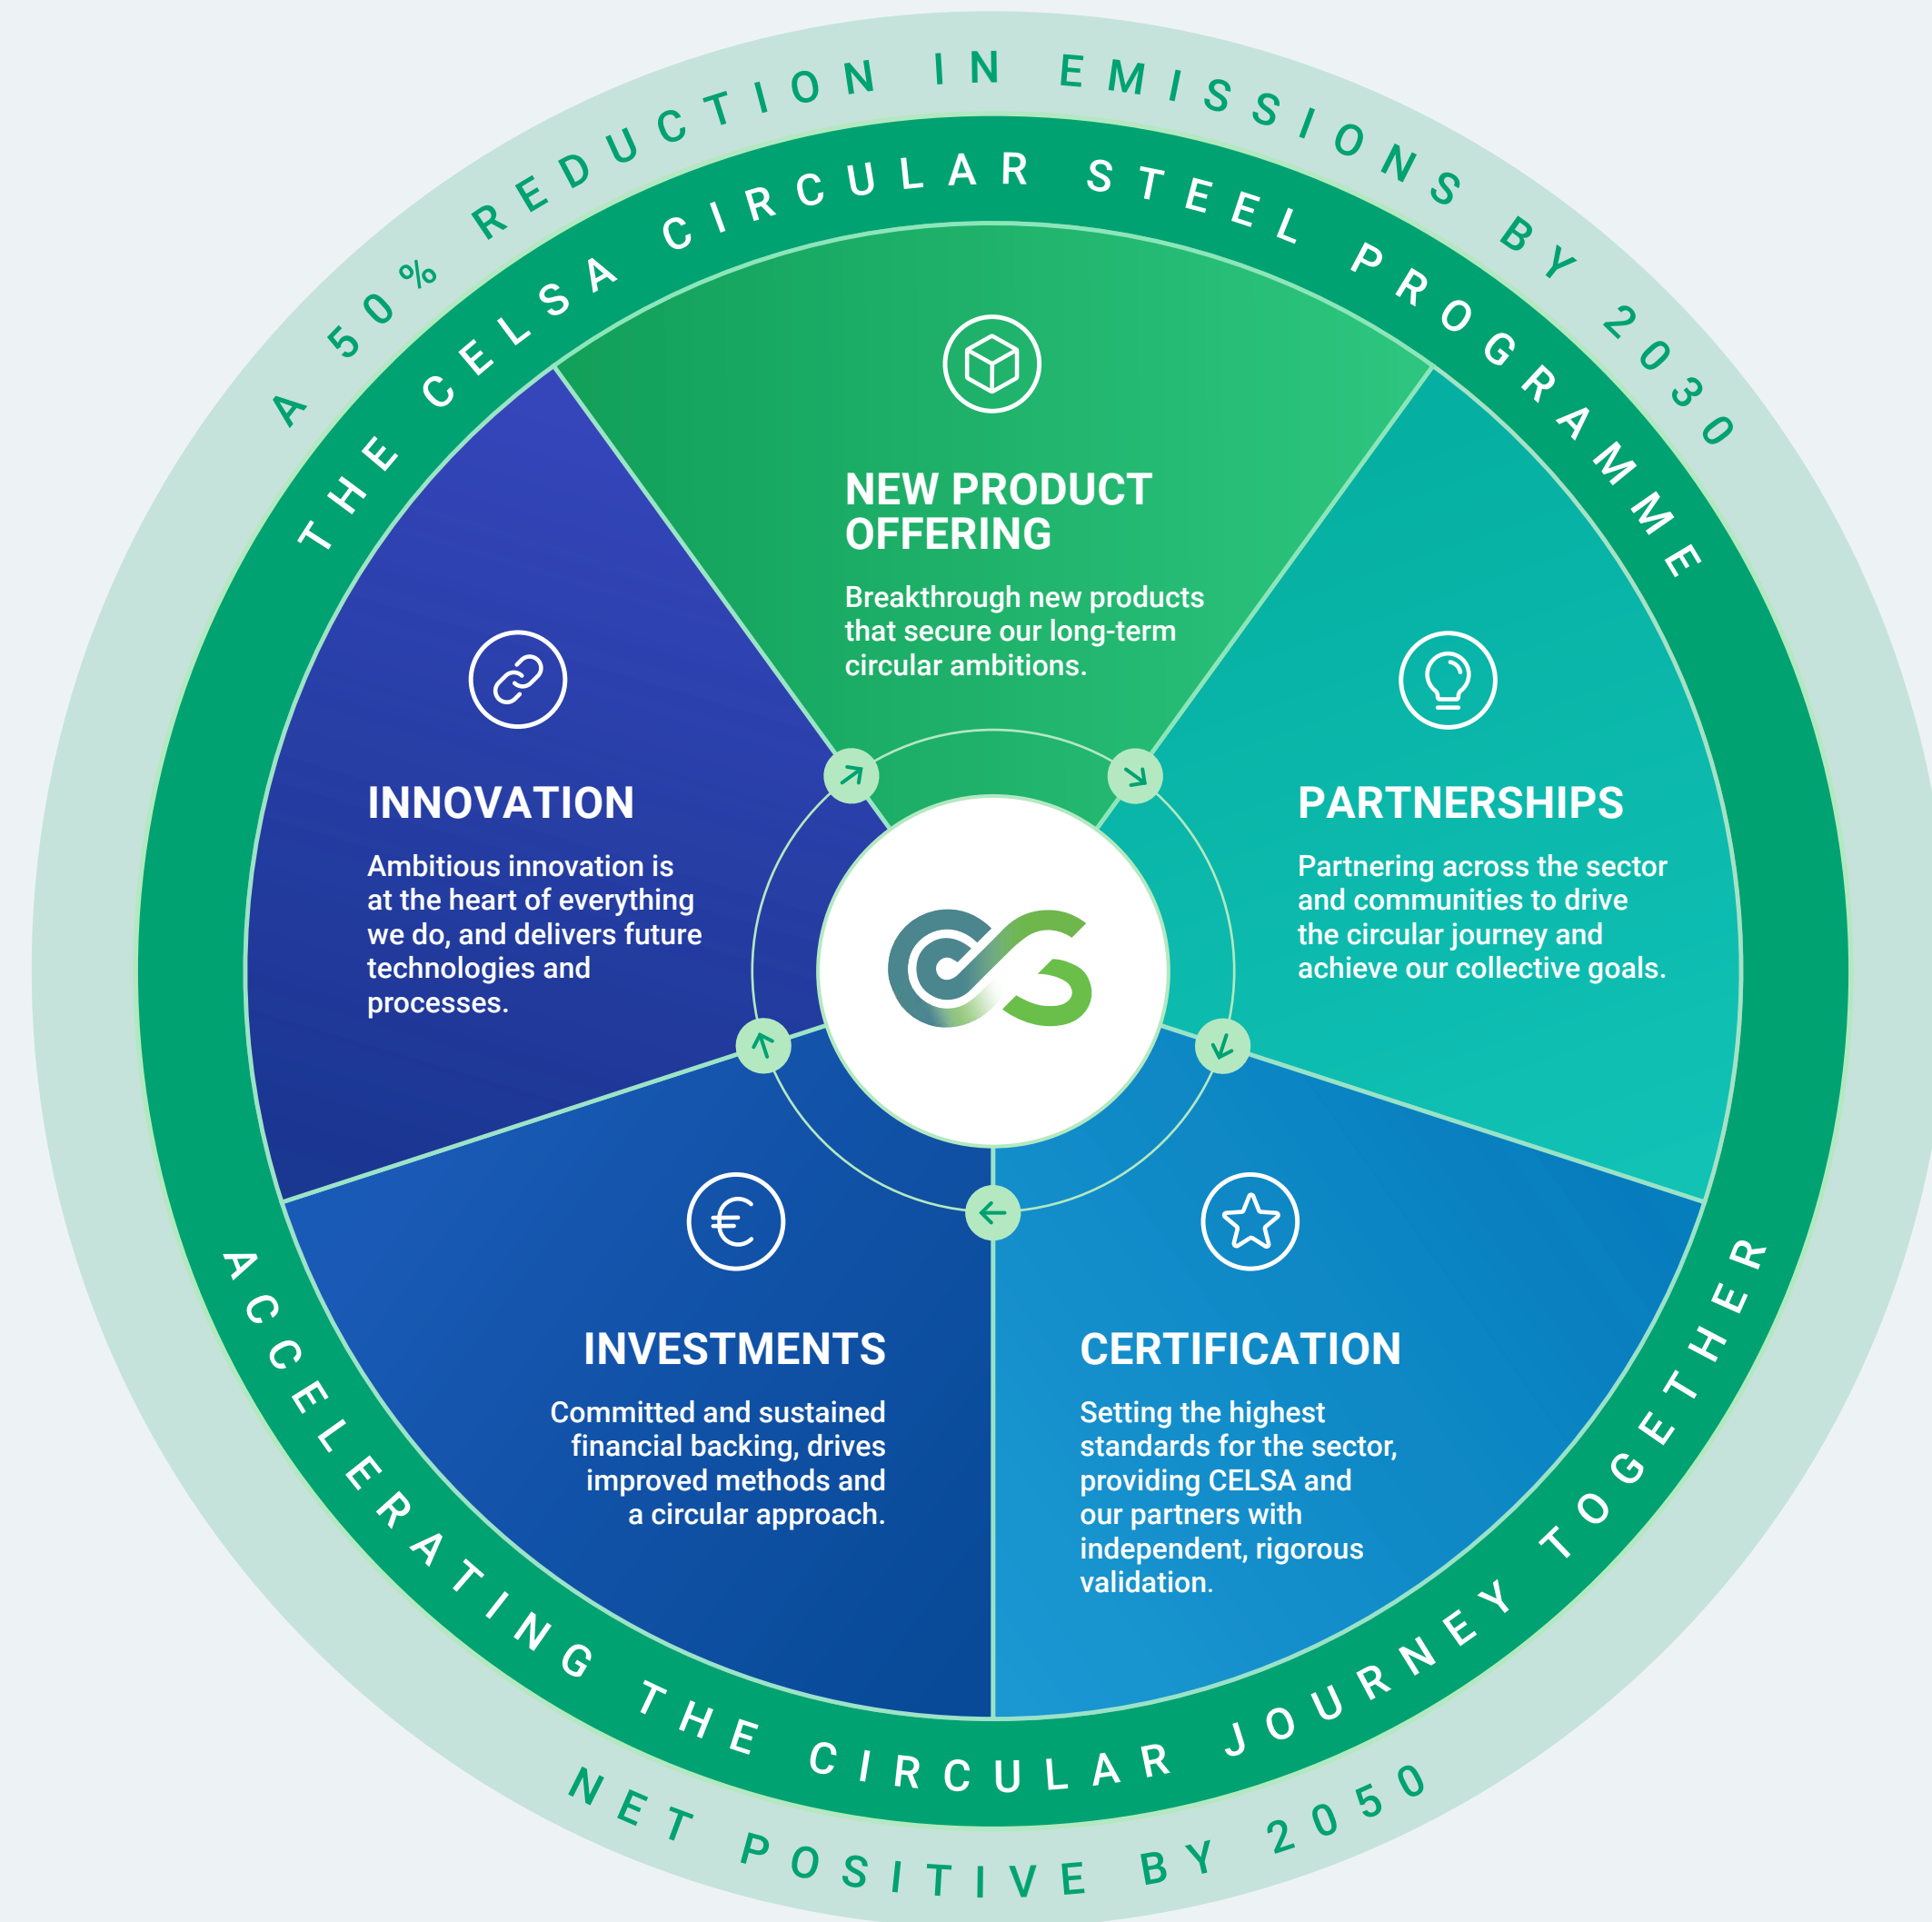 A 50% REDUCTION IN EMISSIONS BY 2030
THE CELSA CIRCULAR STEEL PROGRAMME
NEW PRODUCT
OFFERING
Breakthrough new products
that secure our long-term
circular ambitions.
PARTNERSHIPS
Partnering across the sector
and communities to drive
the circular journey and
achieve our collective goals.
CERTIFICATION
Setting the highest
standards for the sector,
providing CELSA and
our partners with
independent, rigorous
validation.
INVESTMENTS
Committed and sustained
financial backing, drives
improved methods and
a circular approach.
INNOVATION
Ambitious innovation is
at the heart of everything
we do, and delivers future
technologies and
processes.
ACCELERATING THE CIRCULAR JOURNEY TOGETHER
NET POSITIVE BY 2050